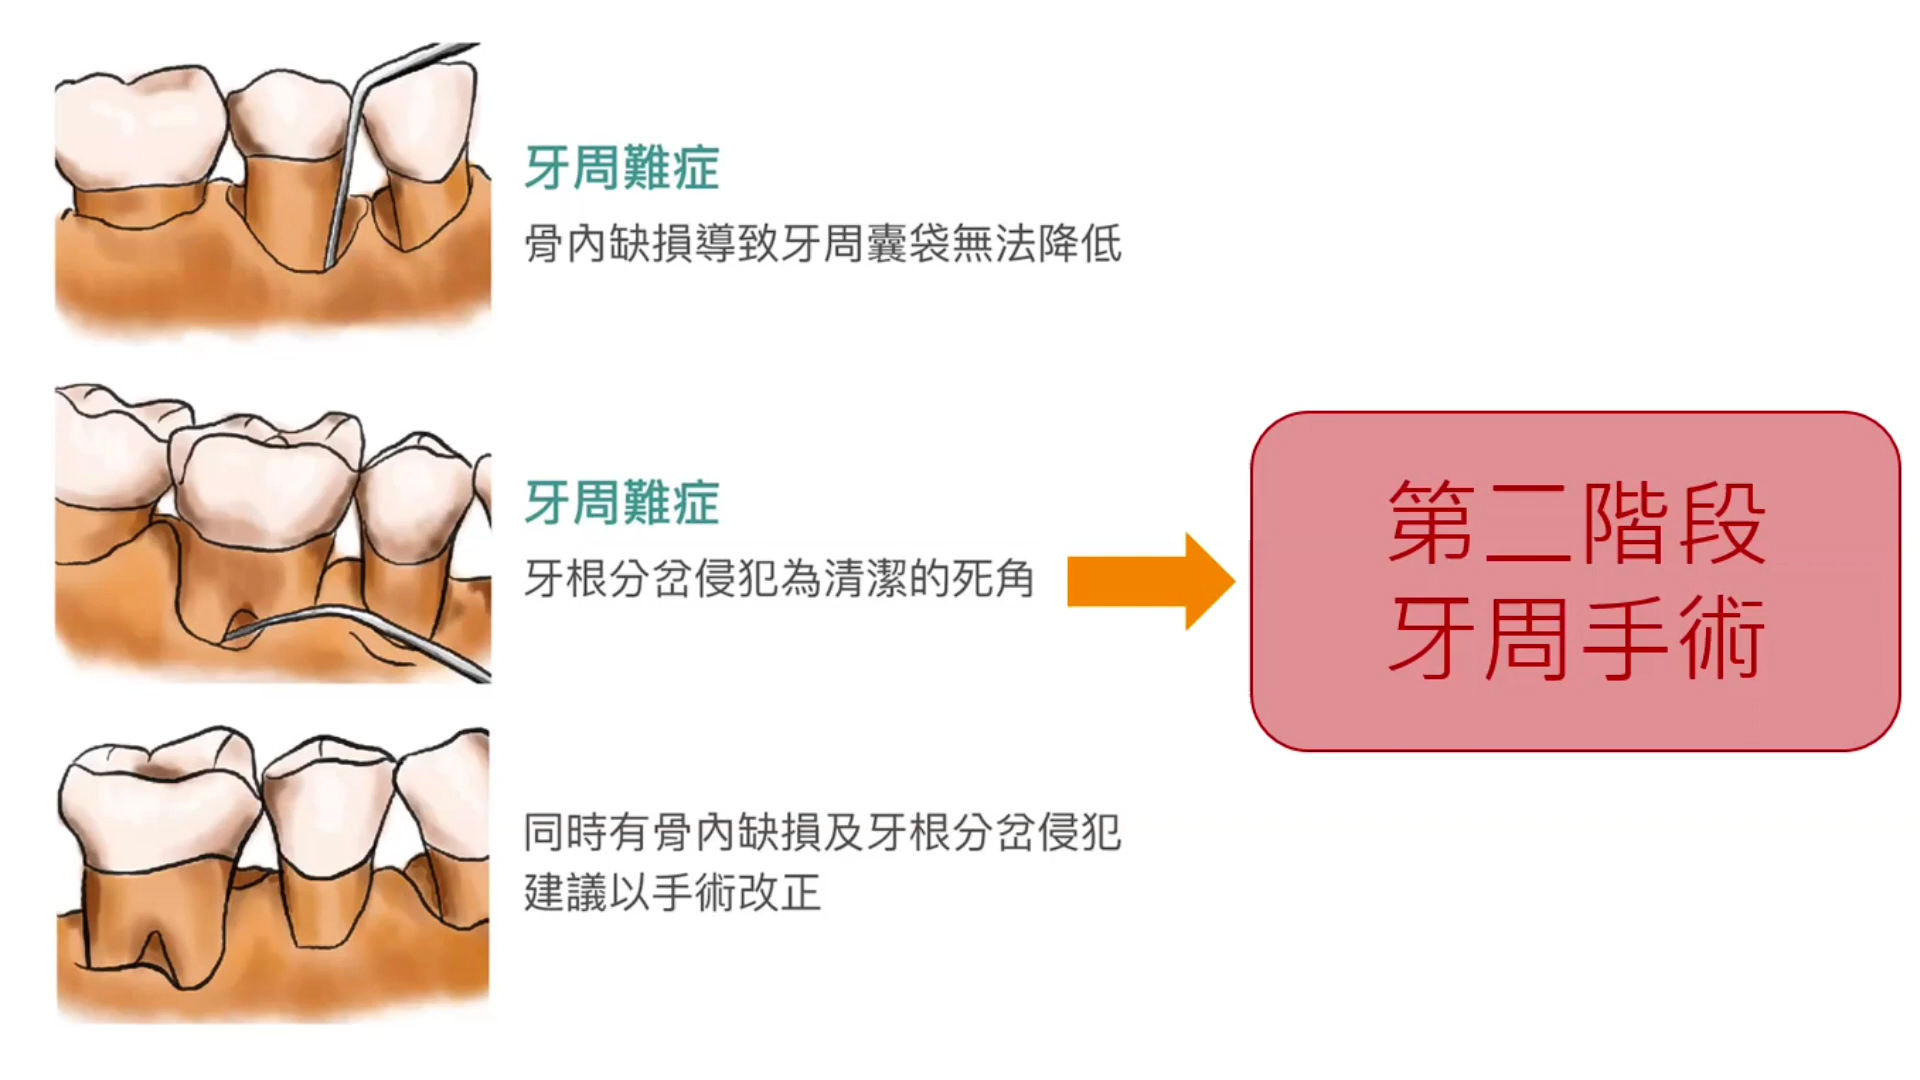 牙周難症
骨內缺損導致牙周囊袋無法降低
牙周難症
牙根分岔侵犯為清潔的死角
同時有骨內缺損及牙根分岔侵犯
建議以手術改正
第二階段
牙周手術